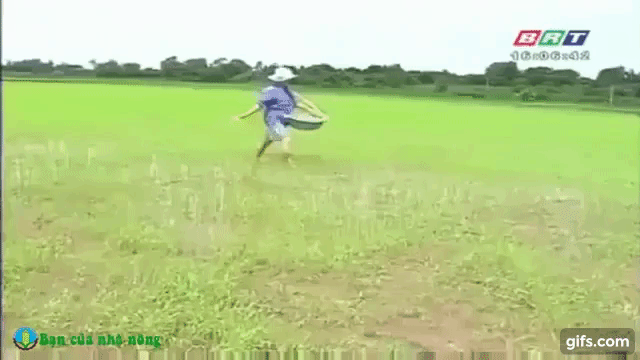 BRT
16:06:42
Bạn của nhà nông
gifs.com